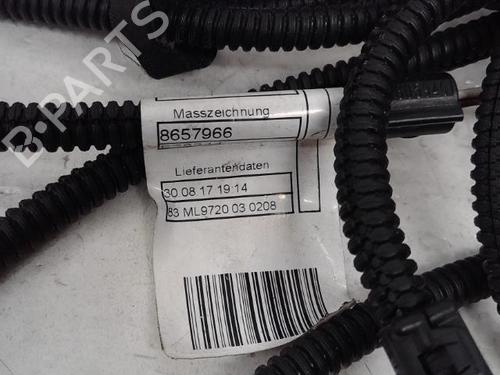 B-PARTS
Masszeichnung
8657966
Lieferantendaten
30.08.17 19:14
83 ML9720 03 0208